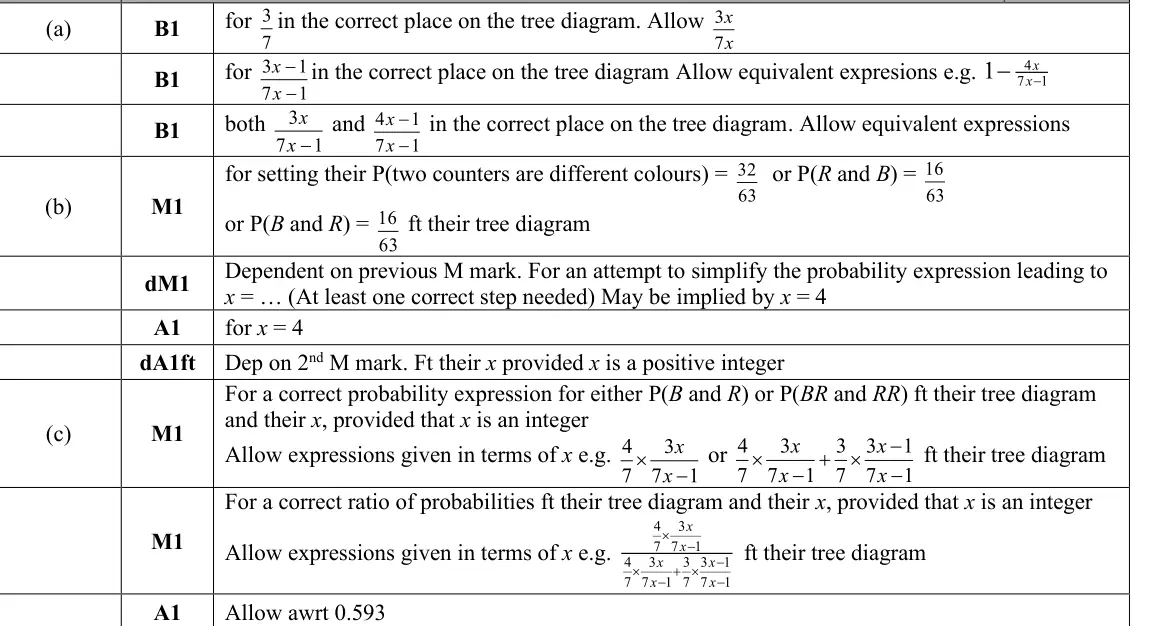 (a) B1 for 3/7 in the correct place on the tree diagram. Allow 3x/7x
B1 for (3x − 1)/(7x − 1) in the correct place on the tree diagram Allow equivalent expresions e.g. 1 − 4x/(7x−1)
B1 both 3x/(7x − 1) and (4x − 1)/(7x − 1) in the correct place on the tree diagram. Allow equivalent expressions
(b) M1 for setting their P(two counters are different colours) = 32/63 or P(R and B) = 16/63
or P(B and R) = 16/63 ft their tree diagram
dM1 Dependent on previous M mark. For an attempt to simplify the probability expression leading to
x = … (At least one correct step needed) May be implied by x = 4
A1 for x = 4
dA1ft Dep on 2nd M mark. Ft their x provided x is a positive integer
(c) M1 For a correct probability expression for either P(B and R) or P(BR and RR) ft their tree diagram
and their x, provided that x is an integer
Allow expressions given in terms of x e.g. 4/7 × 3x/(7x − 1) or 4/7 × 3x/(7x − 1) + 3/7 × (3x − 1)/(7x − 1) ft their tree diagram
M1 For a correct ratio of probabilities ft their tree diagram and their x, provided that x is an integer
Allow expressions given in terms of x e.g. (4/7 × 3x/(7x−1))/(4/7 × 3x/(7x−1) + 3/7 × (3x−1)/(7x−1)) ft their tree diagram
A1 Allow awrt 0.593